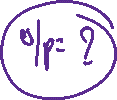 o/p = ?